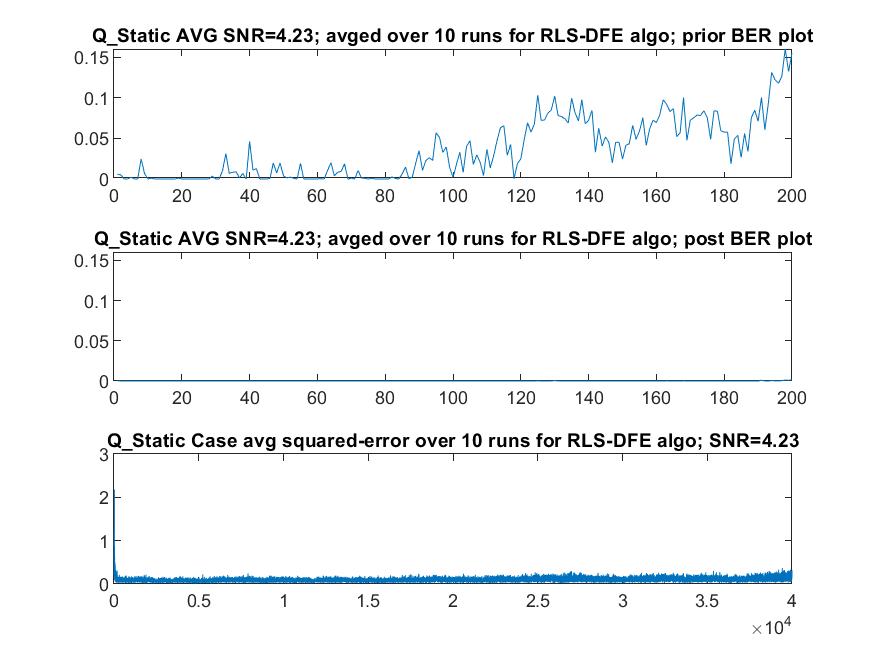 Q_Static AVG SNR=4.23; avged over 10 runs for RLS-DFE algo; prior BER plot
0.15
0.1
0.05
0
0 20 40 60 80 100 120 140 160 180 200
Q_Static AVG SNR=4.23; avged over 10 runs for RLS-DFE algo; post BER plot
0.15
0.1
0.05
0
0 20 40 60 80 100 120 140 160 180 200
Q_Static Case avg squared-error over 10 runs for RLS-DFE algo; SNR=4.23
3
2
1
0
0 0.5 1 1.5 2 2.5 3 3.5 4
×10⁴